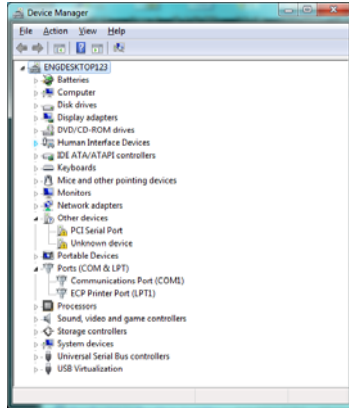 Device Manager
File Action View Help
ENGDESKTOP123
Batteries
Computer
Disk drives
Display adapters
DVD/CD-ROM drives
Human Interface Devices
IDE ATA/ATAPI controllers
Keyboards
Mice and other pointing devices
Monitors
Network adapters
Other devices
PCI Serial Port
Unknown device
Portable Devices
Ports (COM & LPT)
Communications Port (COM1)
ECP Printer Port (LPT1)
Processors
Sound, video and game controllers
Storage controllers
System devices
Universal Serial Bus controllers
USB Virtualization